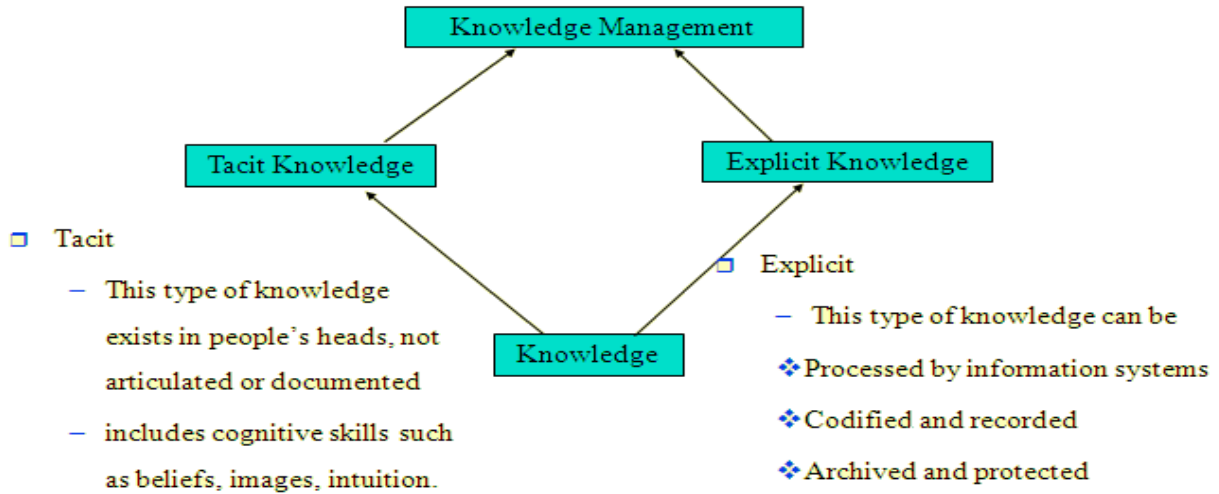 Knowledge Management
Tacit Knowledge
Explicit Knowledge
Knowledge
Tacit
– This type of knowledge
exists in people’s heads, not
articulated or documented
– includes cognitive skills such
as beliefs, images, intuition.
Explicit
– This type of knowledge can be
❖Processed by information systems
❖Codified and recorded
❖Archived and protected